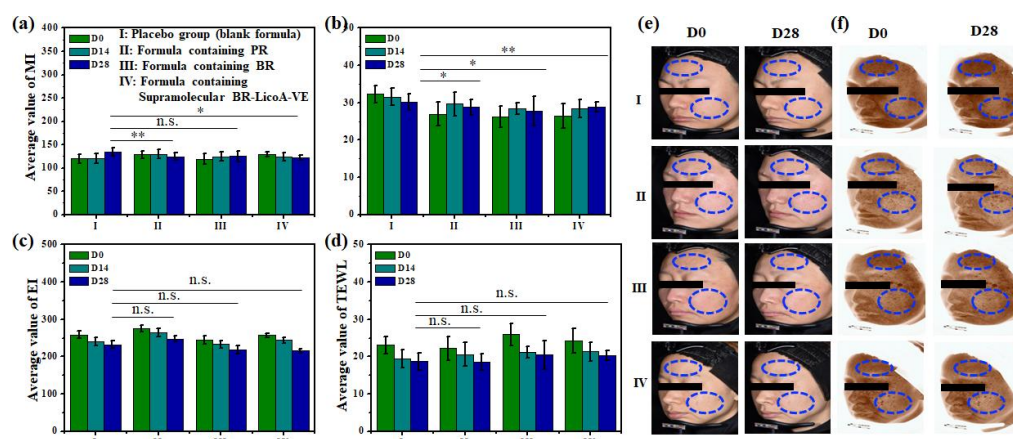 (a)
400
350
300
250
200
150
100
50
0
Average value of MI
D0
D14
D28
I: Placebo group (blank formula)
II: Formula containing PR
III: Formula containing BR
IV: Formula containing
Supramolecular BR-LicoA-VE
*
n.s.
**
I
II
III
IV
(b)
50
40
30
20
10
0
D0
D14
D28
**
*
*
I
II
III
IV
(c)
500
400
300
200
100
0
Average value of EI
D0
D14
D28
n.s.
n.s.
n.s.
(d)
50
40
30
20
10
0
Average value of TEWL
D0
D14
D28
n.s.
n.s.
n.s.
(e)
D0
D28
(f)
D0
D28
I
II
III
IV